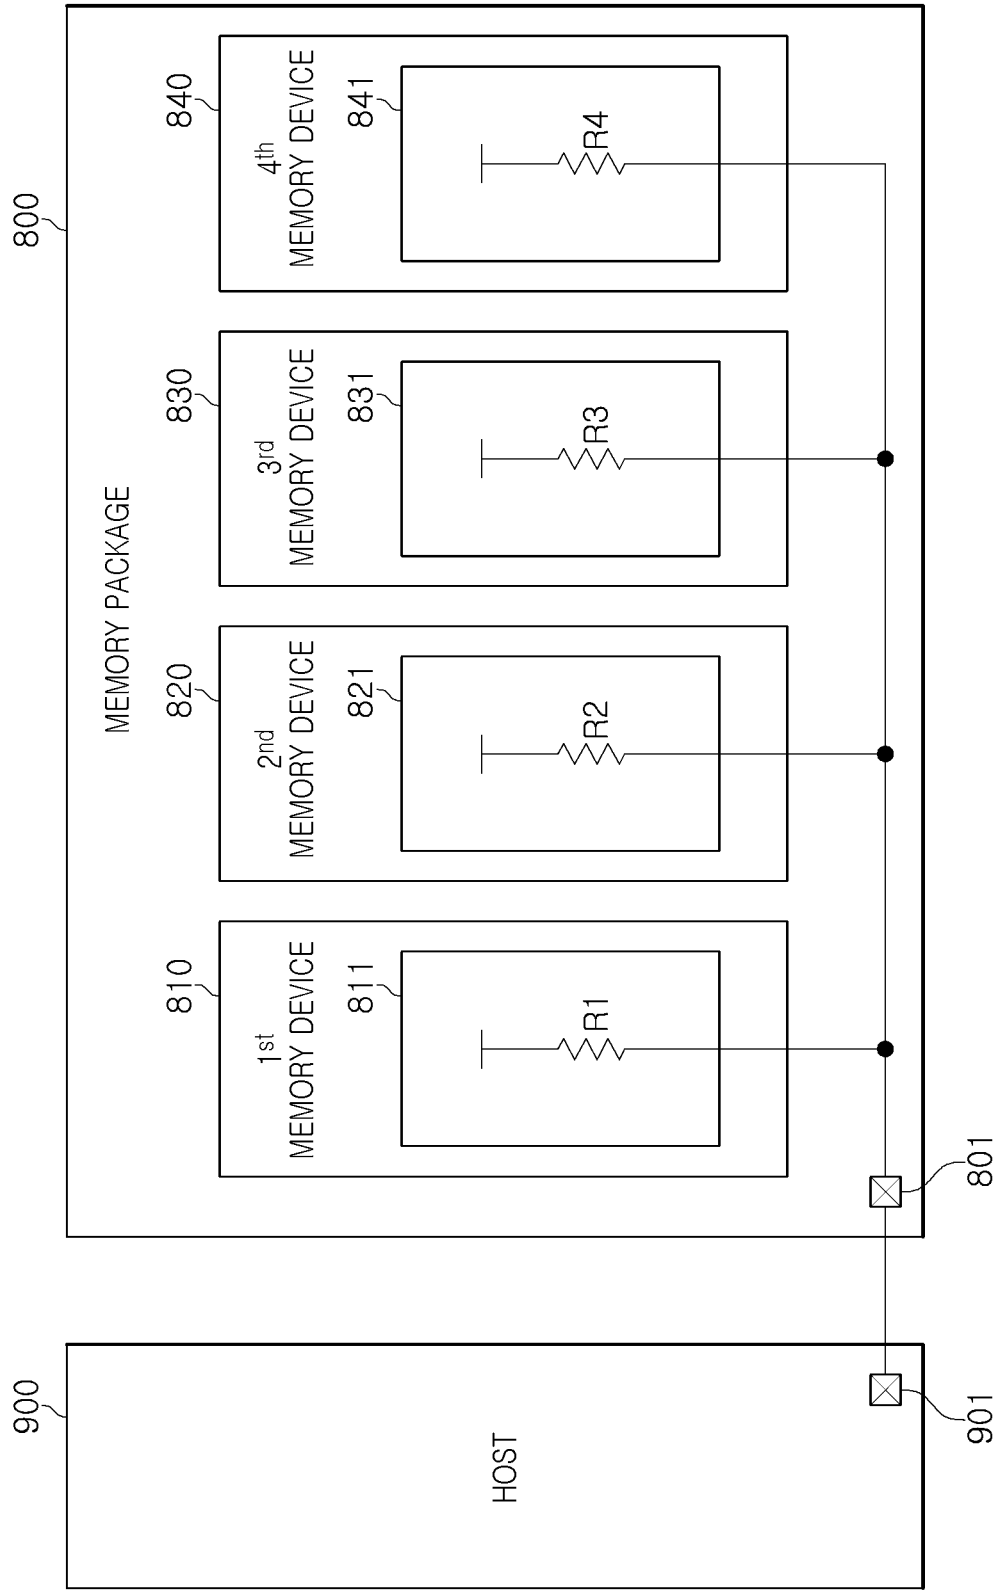 800
MEMORY PACKAGE
900
HOST
901
801
810
1st
MEMORY DEVICE
811
R1
820
2nd
MEMORY DEVICE
821
R2
830
3rd
MEMORY DEVICE
831
R3
840
4th
MEMORY DEVICE
841
R4